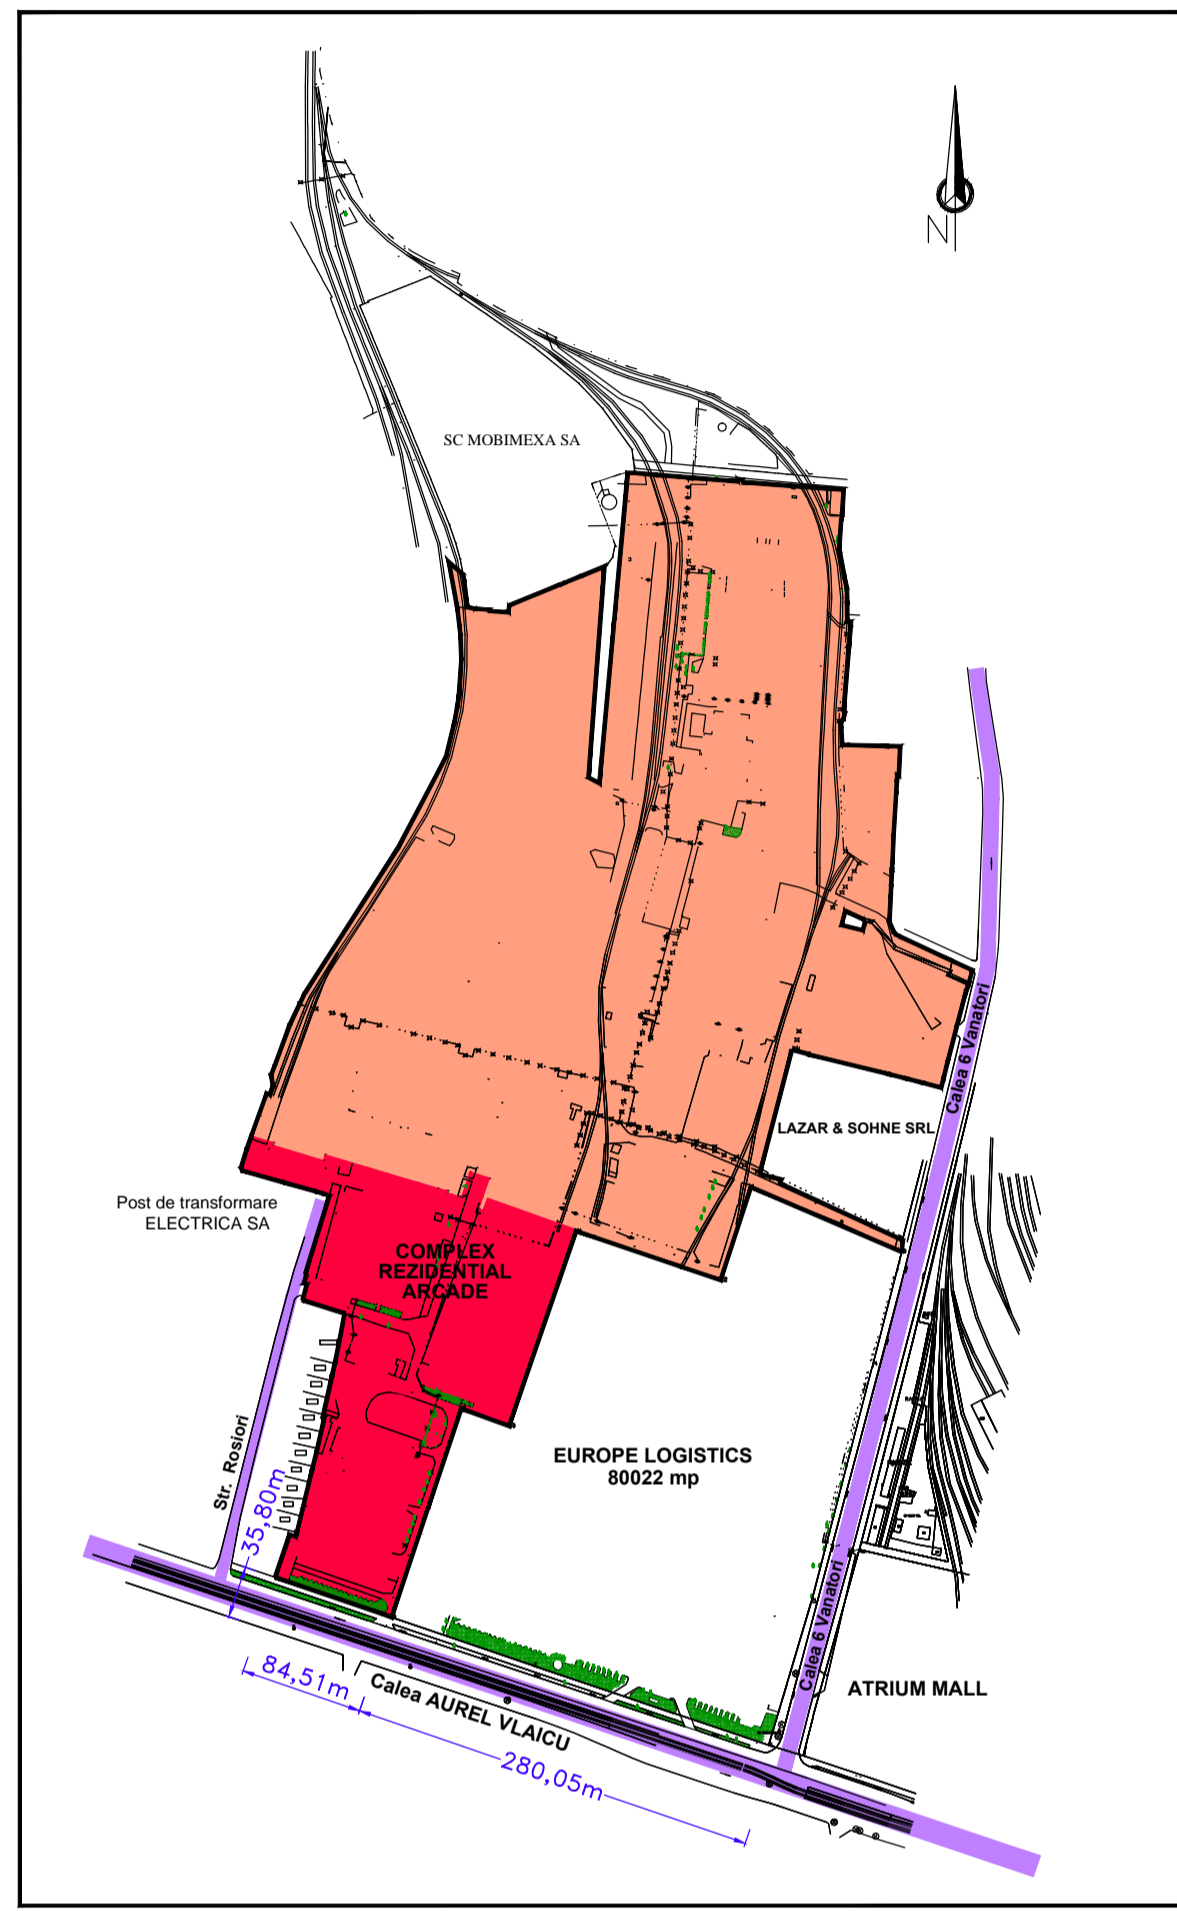 N
SC MOBIMEXA SA
Calea 6 Vanatori
LAZAR & SOHNE SRL
Post de transformare
ELECTRICA SA
COMPLEX
REZIDENTIAL
ARCADE
Str. Rosiori
35,80m
EUROPE LOGISTICS
80022 mp
Calea 6 Vanatori
ATRIUM MALL
84,51m
Calea AUREL VLAICU
280,05m